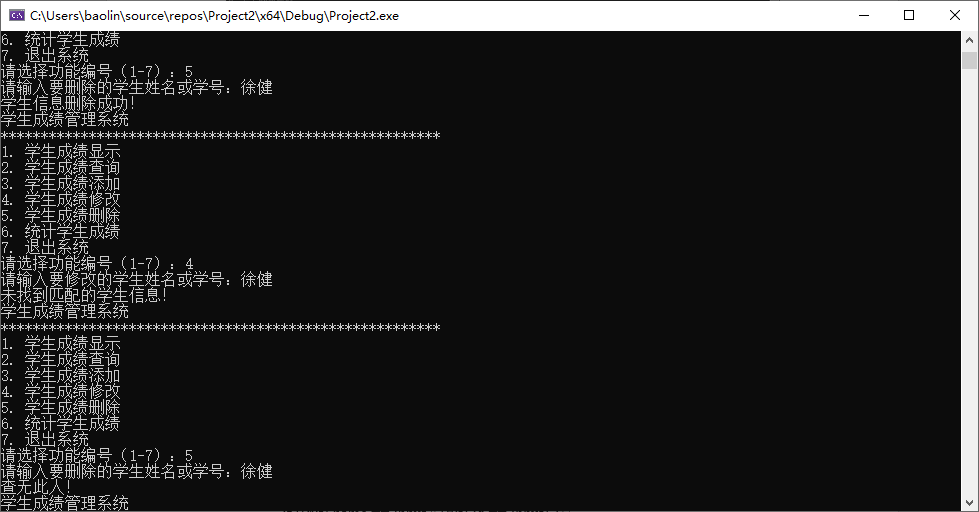 C:\Users\baolin\source\repos\Project2\x64\Debug\Project2.exe
6. 统计学生成绩
7. 退出系统
请选择功能编号（1-7）：5
请输入要删除的学生姓名或学号：徐健
学生信息删除成功！
学生成绩管理系统
*******************************************************
1. 学生成绩显示
2. 学生成绩查询
3. 学生成绩添加
4. 学生成绩修改
5. 学生成绩删除
6. 统计学生成绩
7. 退出系统
请选择功能编号（1-7）：4
请输入要修改的学生姓名或学号：徐健
未找到匹配的学生信息！
学生成绩管理系统
*******************************************************
1. 学生成绩显示
2. 学生成绩查询
3. 学生成绩添加
4. 学生成绩修改
5. 学生成绩删除
6. 统计学生成绩
7. 退出系统
请选择功能编号（1-7）：5
请输入要删除的学生姓名或学号：徐健
查无此人！
学生成绩管理系统